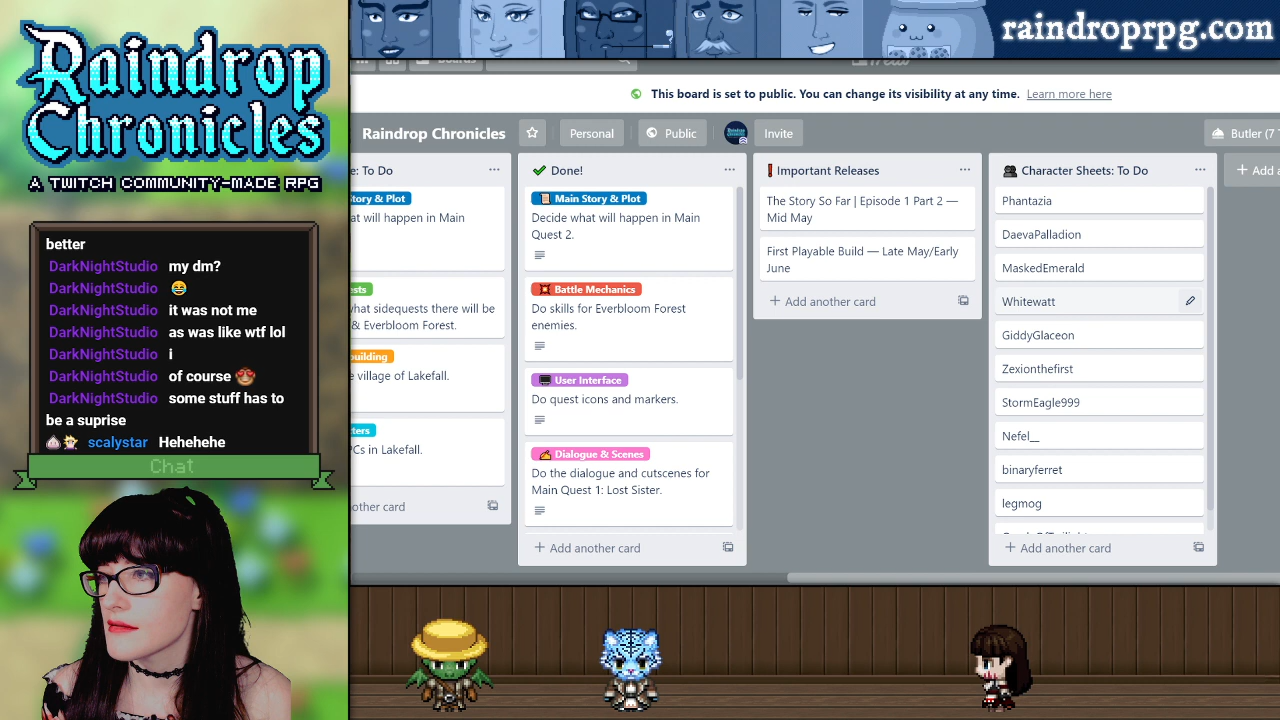 Raindrop
Chronicles
A TWITCH COMMUNITY-MADE RPG
better
DarkNightStudio my dm?
DarkNightStudio
DarkNightStudio it was not me
DarkNightStudio as was like wtf lol
DarkNightStudio i
DarkNightStudio of course
DarkNightStudio some stuff has to
be a suprise
scalystar Hehehehe
Chat
raindroprpg.com
Boards
This board is set to public. You can change its visibility at any time. Learn more here
Raindrop Chronicles
Personal
Public
Invite
Butler (7
e: To Do
tory & Plot
at will happen in Main
ests
what sidequests there will be
& Everbloom Forest.
building
e village of Lakefall.
ters
PCs in Lakefall.
other card
Done!
Main Story & Plot
Decide what will happen in Main
Quest 2.
Battle Mechanics
Do skills for Everbloom Forest
enemies.
User Interface
Do quest icons and markers.
Dialogue & Scenes
Do the dialogue and cutscenes for
Main Quest 1: Lost Sister.
+ Add another card
Important Releases
The Story So Far | Episode 1 Part 2 —
Mid May
First Playable Build — Late May/Early
June
+ Add another card
Character Sheets: To Do
Phantazia
DaevaPalladion
MaskedEmerald
Whitewatt
GiddyGlaceon
Zexionthefirst
StormEagle999
Nefel__
binaryferret
legmog
+ Add another card
+ Add a